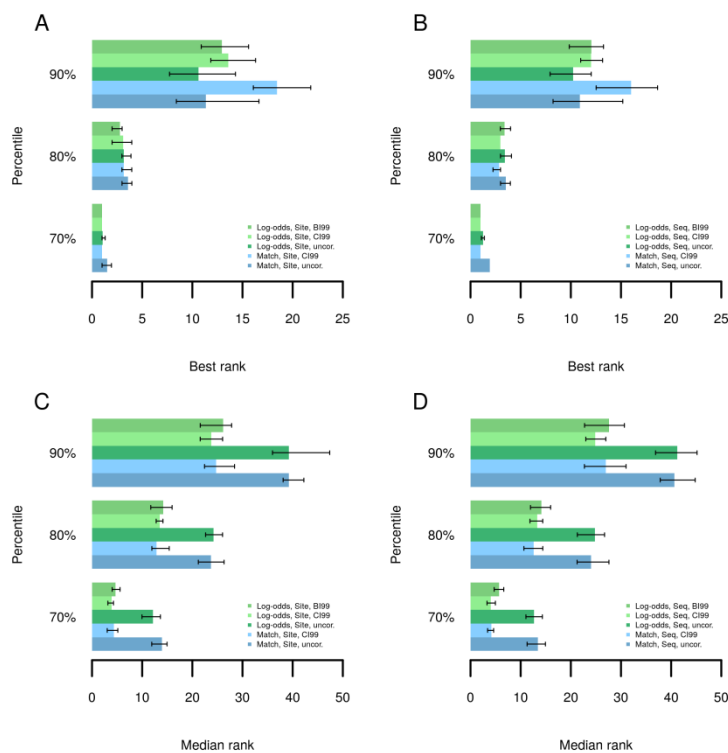 A
90%
80%
70%
Percentile
Log-odds, Site, BI99
Log-odds, Site, CI99
Log-odds, Site, uncor.
Match, Site, CI99
Match, Site, uncor.
0 5 10 15 20 25
Best rank
B
90%
80%
70%
Percentile
Log-odds, Seq, BI99
Log-odds, Seq, CI99
Log-odds, Seq, uncor.
Match, Seq, CI99
Match, Seq, uncor.
0 5 10 15 20 25
Best rank
C
90%
80%
70%
Percentile
Log-odds, Site, BI99
Log-odds, Site, CI99
Log-odds, Site, uncor.
Match, Site, CI99
Match, Site, uncor.
0 10 20 30 40 50
Median rank
D
90%
80%
70%
Percentile
Log-odds, Seq, BI99
Log-odds, Seq, CI99
Log-odds, Seq, uncor.
Match, Seq, CI99
Match, Seq, uncor.
0 10 20 30 40 50
Median rank